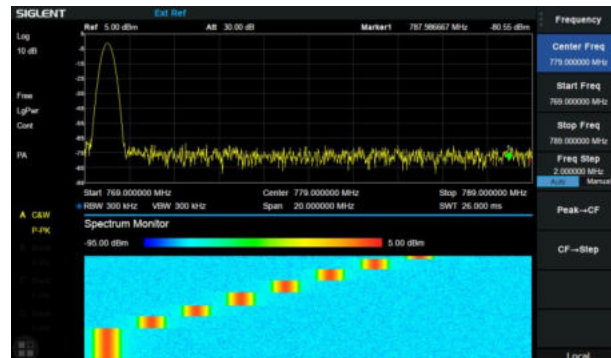 SIGLENT Ext Ref
Ref 5.00 dBm Att 30.00 dB Marker1 787.986667 MHz -80.55 dBm
Log
10 dB
Free
LgPwr
Cont
PA
Start 769.000000 MHz Center 779.000000 MHz Stop 789.000000 MHz
RBW 300 kHz VBW 300 kHz Span 20.000000 MHz SWT 26.000 ms
A C&W
P-PK
Spectrum Monitor
-95.00 dBm 5.00 dBm
Frequency
Center Freq
779.000000 MHz
Start Freq
769.000000 MHz
Stop Freq
789.000000 MHz
Freq Step
2.000000 MHz
Auto Manual
Peak→CF
CF→Step
Local